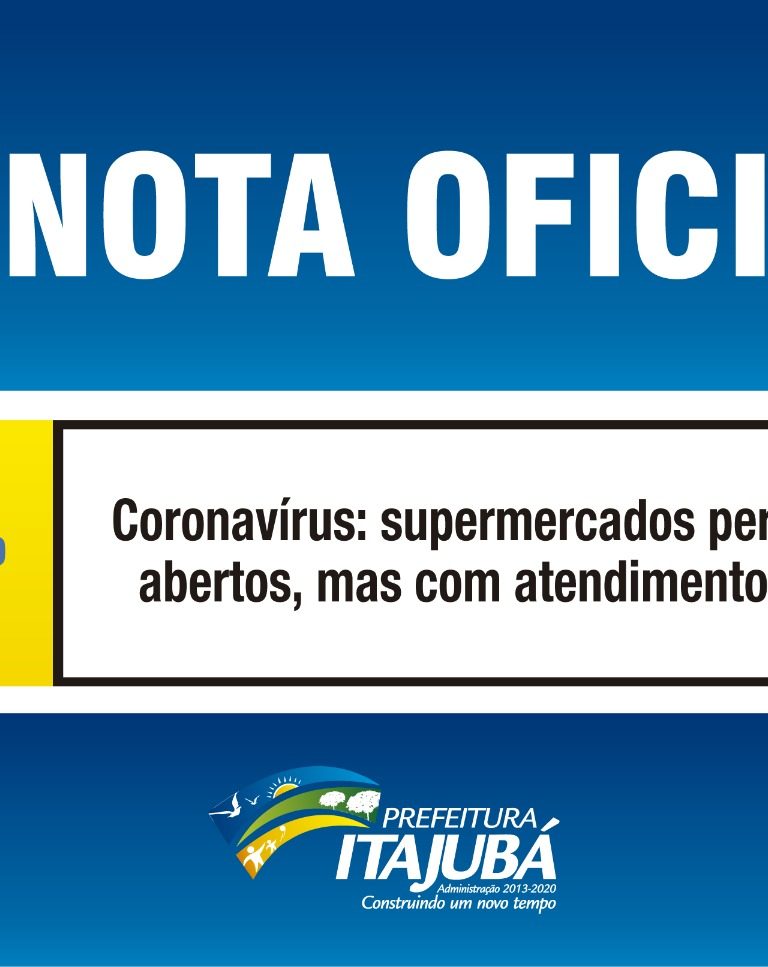 NOTA OFICI
Coronavírus: supermercados per
abertos, mas com atendimento
PREFEITURA
ITAJUBÁ
Administração 2013-2020
Construindo um novo tempo